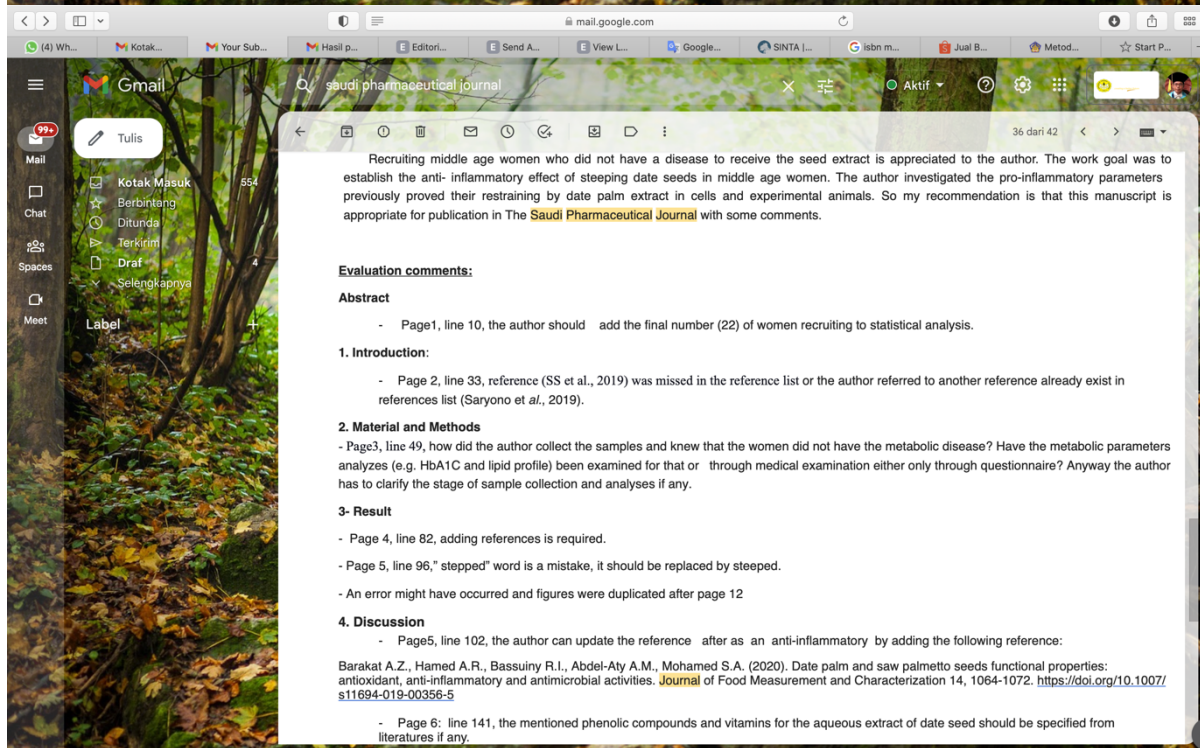 mail.google.com
(4) Wh...
Kotak...
Your Sub...
Hasil p...
Editori...
Send A...
View L...
Google...
SINTA |...
isbn m...
Jual B...
Metod...
Start P...
Gmail
saudi pharmaceutical journal
Aktif
99+
Mail
Chat
Spaces
Meet
Tulis
Kotak Masuk 554
Berbintang
Ditunda
Terkirim
Draf 4
Selengkapnya
Label
36 dari 42
Recruiting middle age women who did not have a disease to receive the seed extract is appreciated to the author. The work goal was to
establish the anti- inflammatory effect of steeping date seeds in middle age women. The author investigated the pro-inflammatory parameters
previously proved their restraining by date palm extract in cells and experimental animals. So my recommendation is that this manuscript is
appropriate for publication in The Saudi Pharmaceutical Journal with some comments.
Evaluation comments:
Abstract
- Page1, line 10, the author should add the final number (22) of women recruiting to statistical analysis.
1. Introduction:
- Page 2, line 33, reference (SS et al., 2019) was missed in the reference list or the author referred to another reference already exist in
references list (Saryono et al., 2019).
2. Material and Methods
- Page3, line 49, how did the author collect the samples and knew that the women did not have the metabolic disease? Have the metabolic parameters
analyzes (e.g. HbA1C and lipid profile) been examined for that or through medical examination either only through questionnaire? Anyway the author
has to clarify the stage of sample collection and analyses if any.
3- Result
- Page 4, line 82, adding references is required.
- Page 5, line 96," stepped" word is a mistake, it should be replaced by steeped.
- An error might have occurred and figures were duplicated after page 12
4. Discussion
- Page5, line 102, the author can update the reference after as an anti-inflammatory by adding the following reference:
Barakat A.Z., Hamed A.R., Bassuiny R.I., Abdel-Aty A.M., Mohamed S.A. (2020). Date palm and saw palmetto seeds functional properties:
antioxidant, anti-inflammatory and antimicrobial activities. Journal of Food Measurement and Characterization 14, 1064-1072. https://doi.org/10.1007/
s11694-019-00356-5
- Page 6: line 141, the mentioned phenolic compounds and vitamins for the aqueous extract of date seed should be specified from
literatures if any.